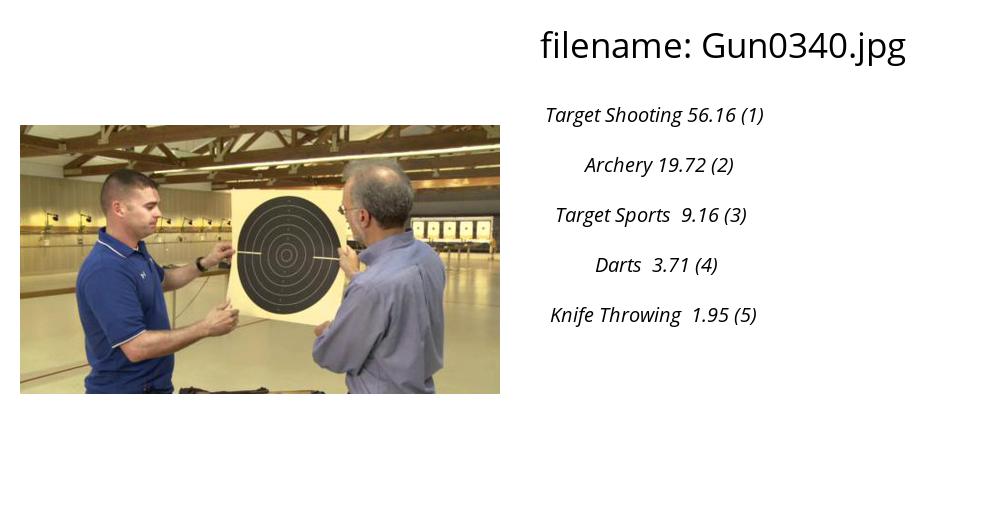 filename: Gun0340.jpg
Target Shooting 56.16 (1)
Archery 19.72 (2)
Target Sports 9.16 (3)
Darts 3.71 (4)
Knife Throwing 1.95 (5)